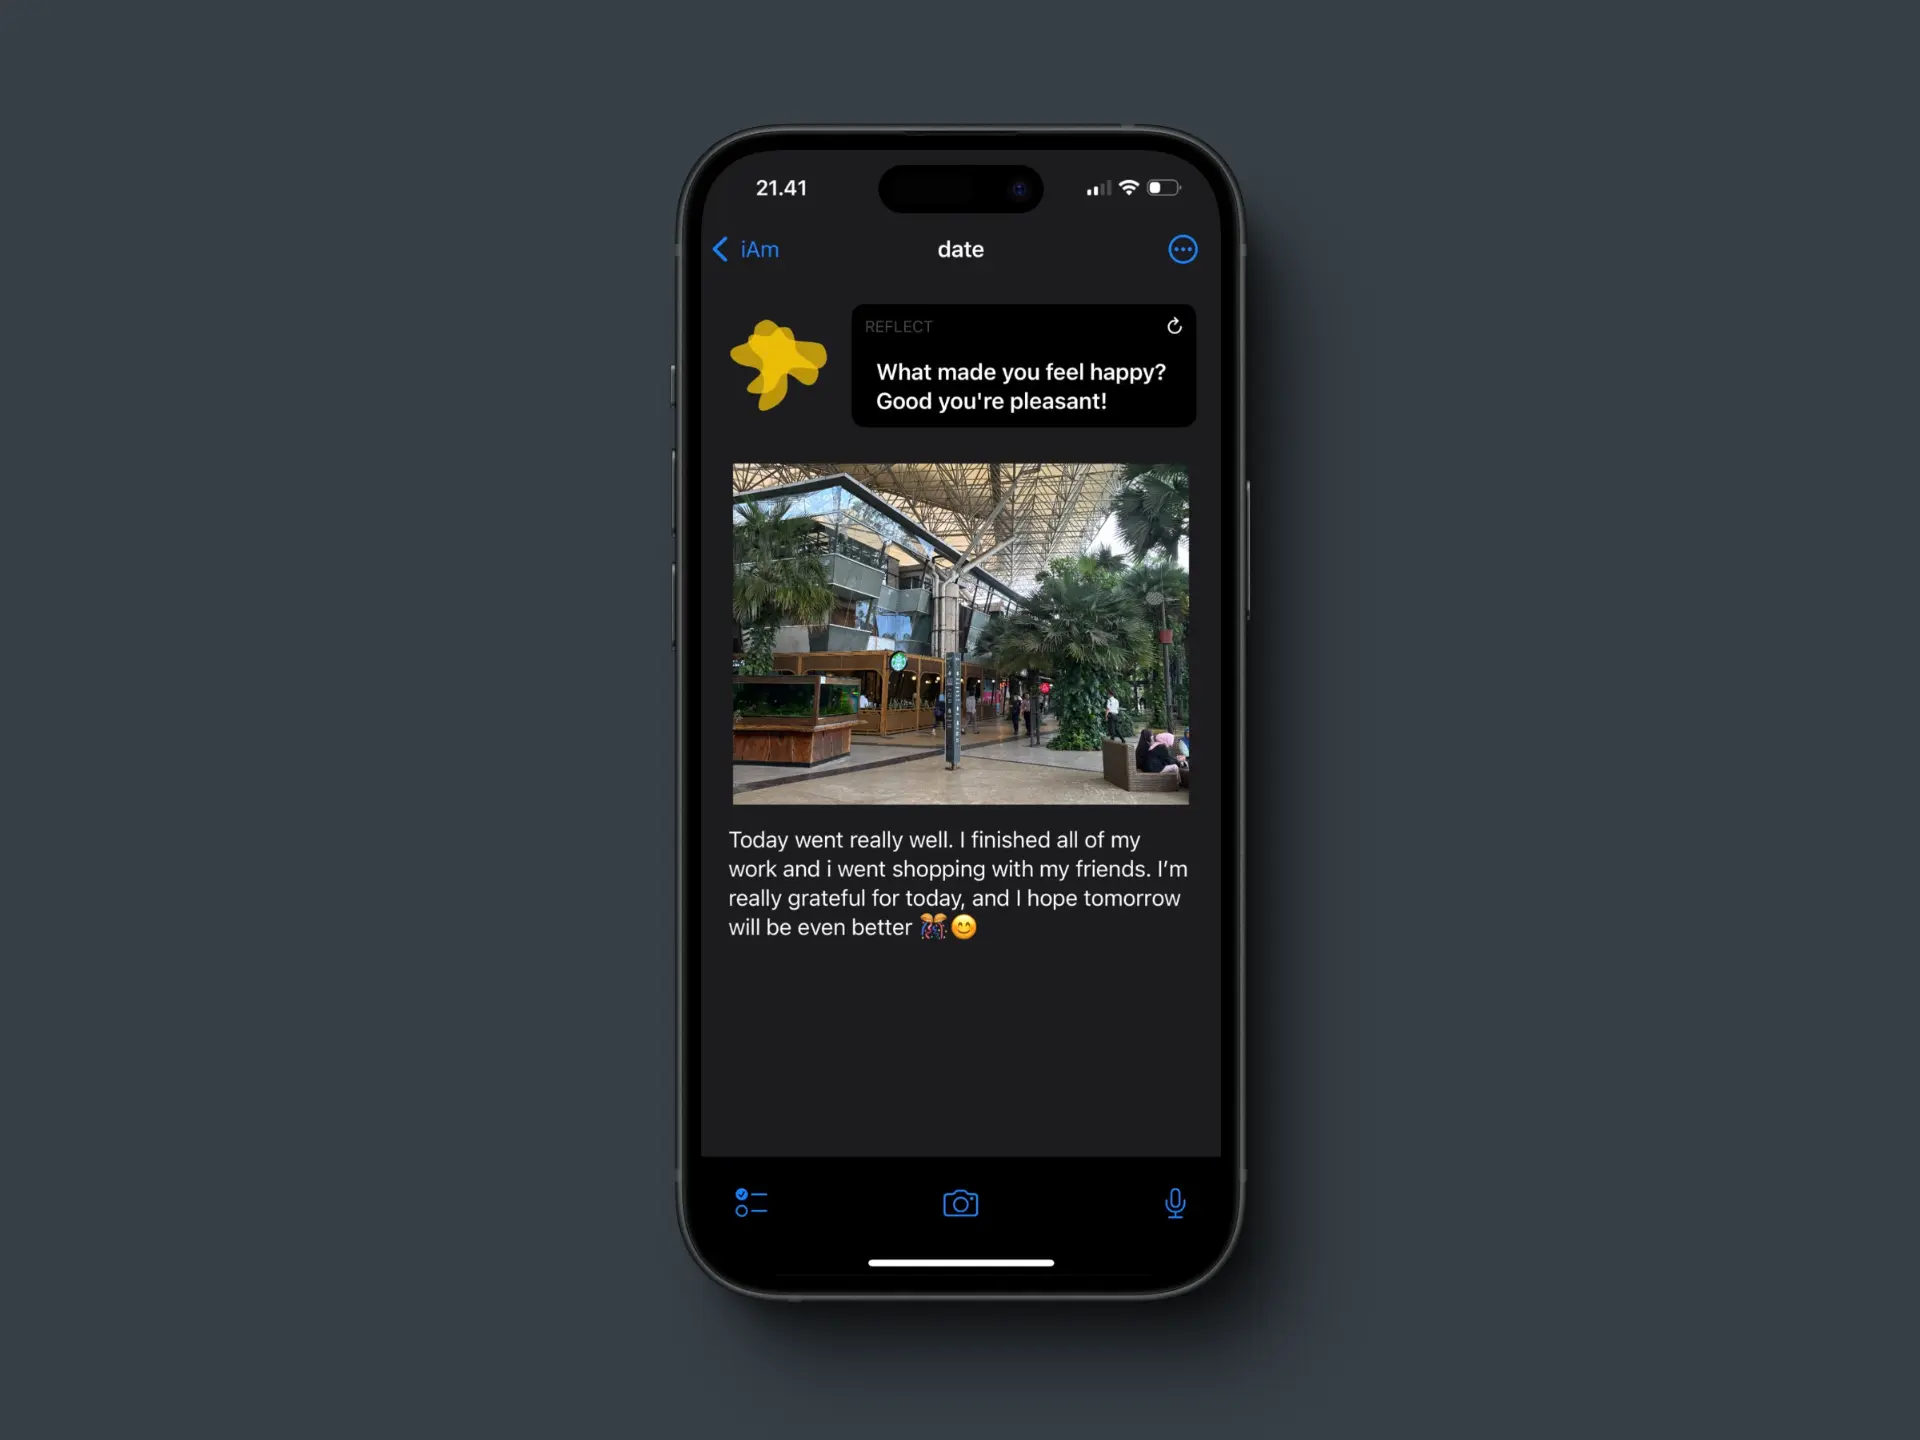 21.41
iAm
date
REFLECT
What made you feel happy?
Good you're pleasant!
Today went really well. I finished all of my
work and i went shopping with my friends. I’m
really grateful for today, and I hope tomorrow
will be even better 🎊😊